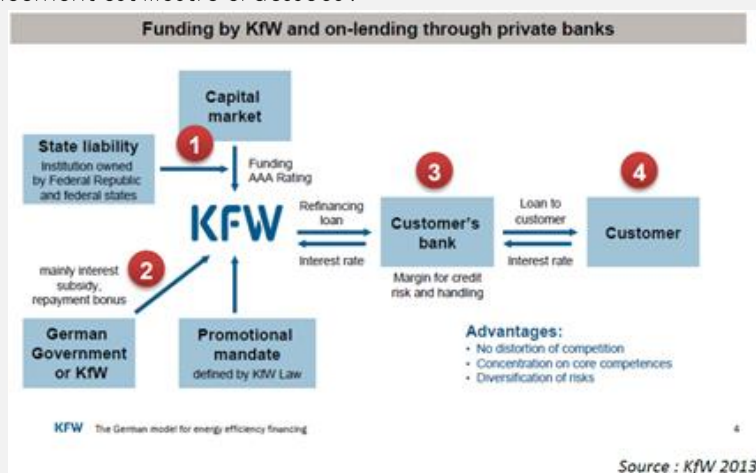 Funding by KfW and on-lending through private banks
Capital
market
1
State liability
Institution owned
by Federal Republic
and federal states
Funding
AAA Rating
3
4
KFW
Refinancing
loan
Interest rate
Customer's
bank
Loan to
customer
Interest rate
Customer
Margin for credit
risk and handling
2
mainly interest
subsidy,
repayment bonus
German
Government
or KfW
Promotional
mandate
defined by KfW Law
Advantages:
• No distortion of competition
• Concentration on core competences
• Diversification of risks
KFW The German model for energy efficiency financing
4
Source : KfW 2013